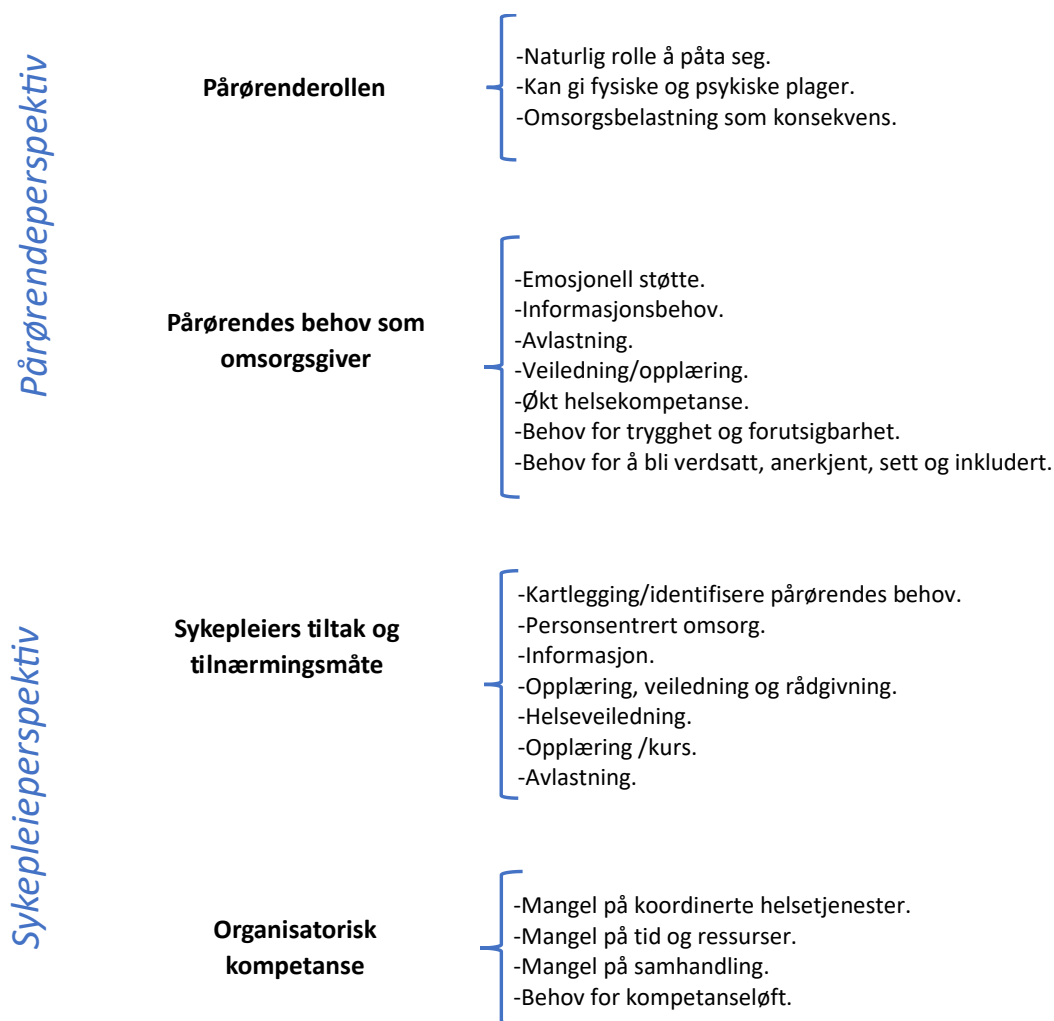 Pårørendeperspektiv
Pårørenderollen
-Naturlig rolle å påta seg.
-Kan gi fysiske og psykiske plager.
-Omsorgsbelastning som konsekvens.
Pårørendes behov som
omsorgsgiver
-Emosjonell støtte.
-Informasjonsbehov.
-Avlastning.
-Veiledning/opplæring.
-Økt helsekompetanse.
-Behov for trygghet og forutsigbarhet.
-Behov for å bli verdsatt, anerkjent, sett og inkludert.
Sykepleieperspektiv
Sykepleiers tiltak og
tilnærmingsmåte
-Kartlegging/identifisere pårørendes behov.
-Personsentrert omsorg.
-Informasjon.
-Opplæring, veiledning og rådgivning.
-Helseveiledning.
-Opplæring /kurs.
-Avlastning.
Organisatorisk
kompetanse
-Mangel på koordinerte helsetjenester.
-Mangel på tid og ressurser.
-Mangel på samhandling.
-Behov for kompetanseløft.